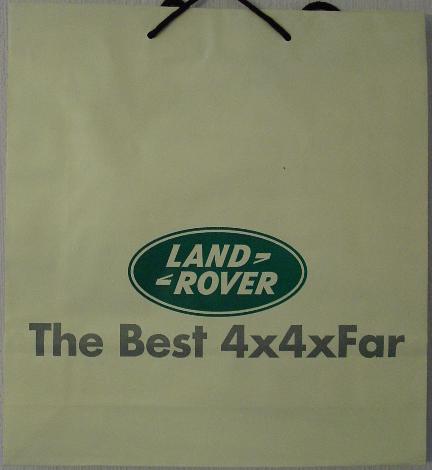 LAND
ROVER
The Best 4x4xFar